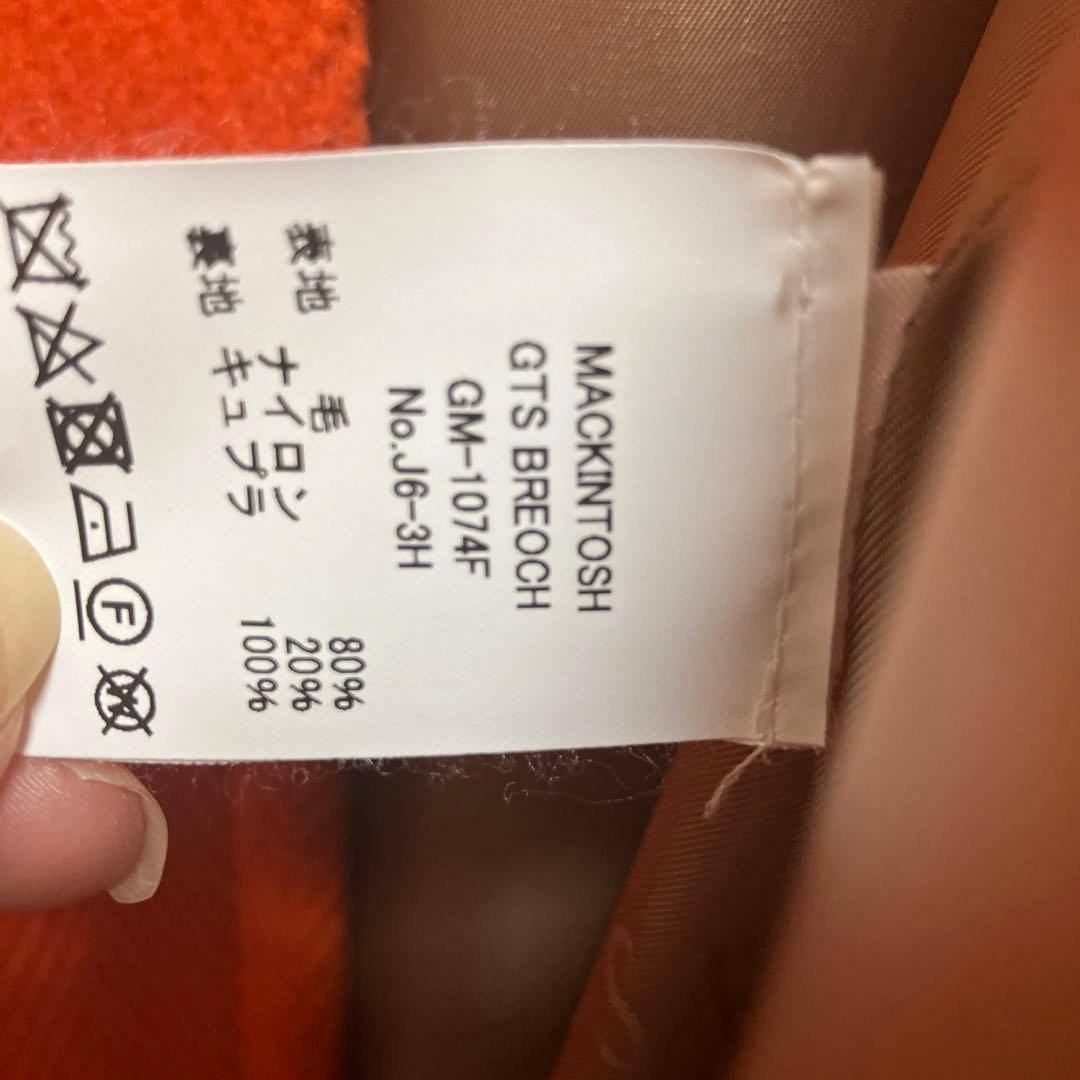 MACKINTOSH
GTS BREOCH
GM-1074F
No.J6-3H
表地 毛 80%
ナイロン 20%
裏地 キュプラ 100%
F
W